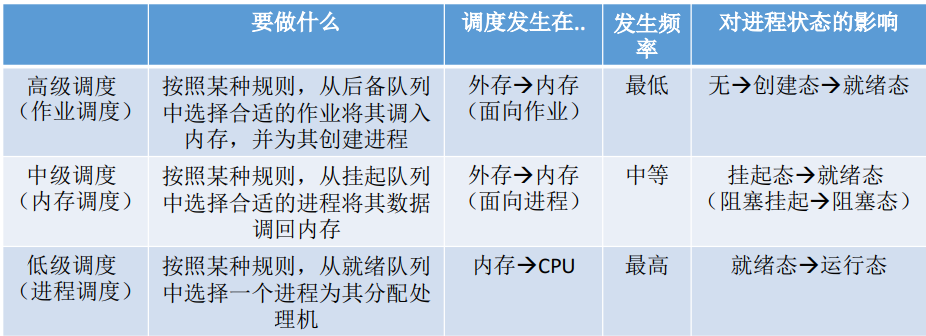 要做什么
调度发生在..
发生频
率
对进程状态的影响
高级调度
（作业调度）
按照某种规则，从后备队列
中选择合适的作业将其调入
内存，并为其创建进程
外存→内存
（面向作业）
最低
无→创建态→就绪态
中级调度
（内存调度）
按照某种规则，从挂起队列
中选择合适的进程将其数据
调回内存
外存→内存
（面向进程）
中等
挂起态→就绪态
（阻塞挂起→阻塞态）
低级调度
（进程调度）
按照某种规则，从就绪队列
中选择一个进程为其分配处
理机
内存→CPU
最高
就绪态→运行态